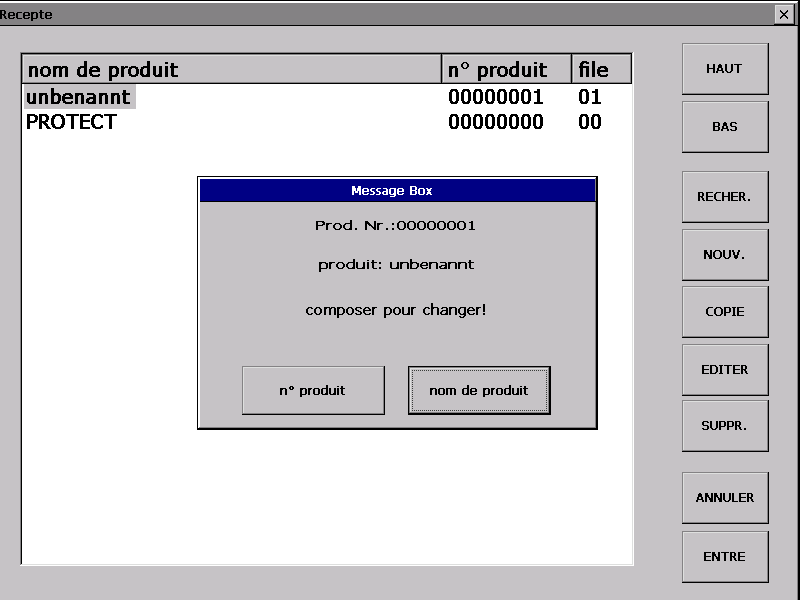 Recepte
nom de produit n° produit file
unbenannt 00000001 01
PROTECT 00000000 00
Message Box
Prod. Nr.:00000001
produit: unbenannt
composer pour changer!
n° produit nom de produit
HAUT
BAS
RECHER.
NOUV.
COPIE
EDITER
SUPPR.
ANNULER
ENTRE